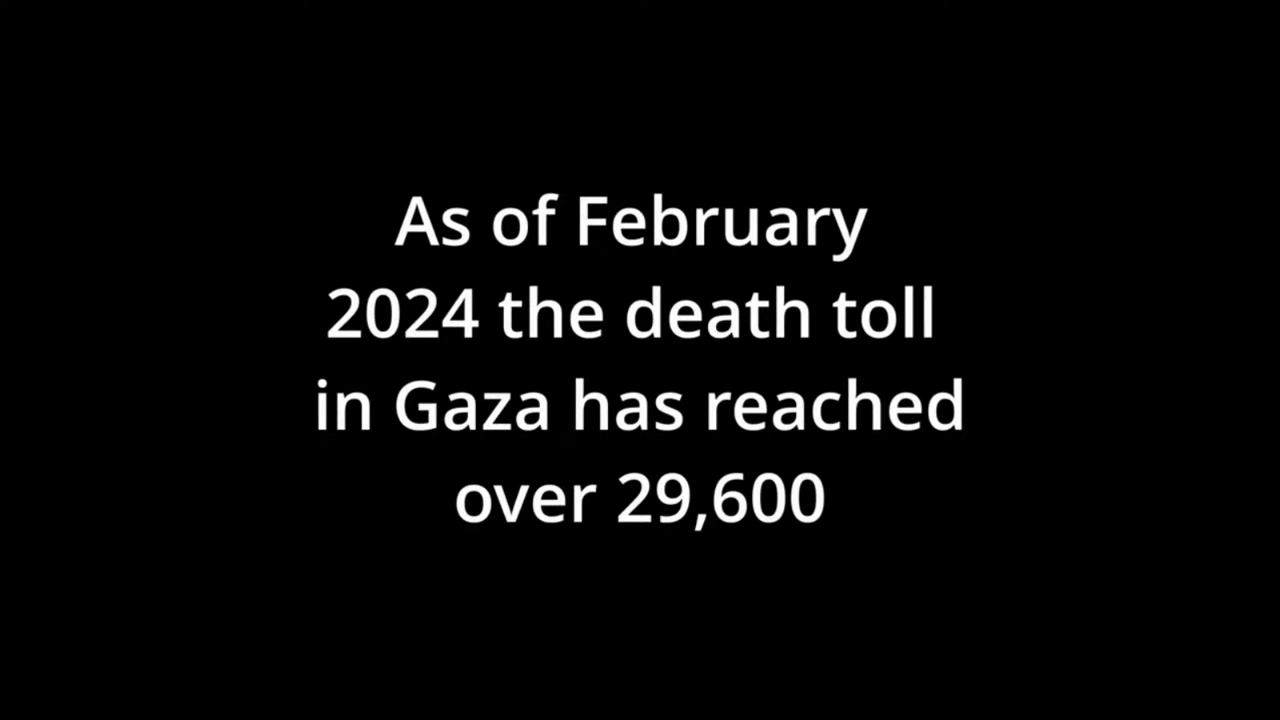 As of February
2024 the death toll
in Gaza has reached
over 29,600